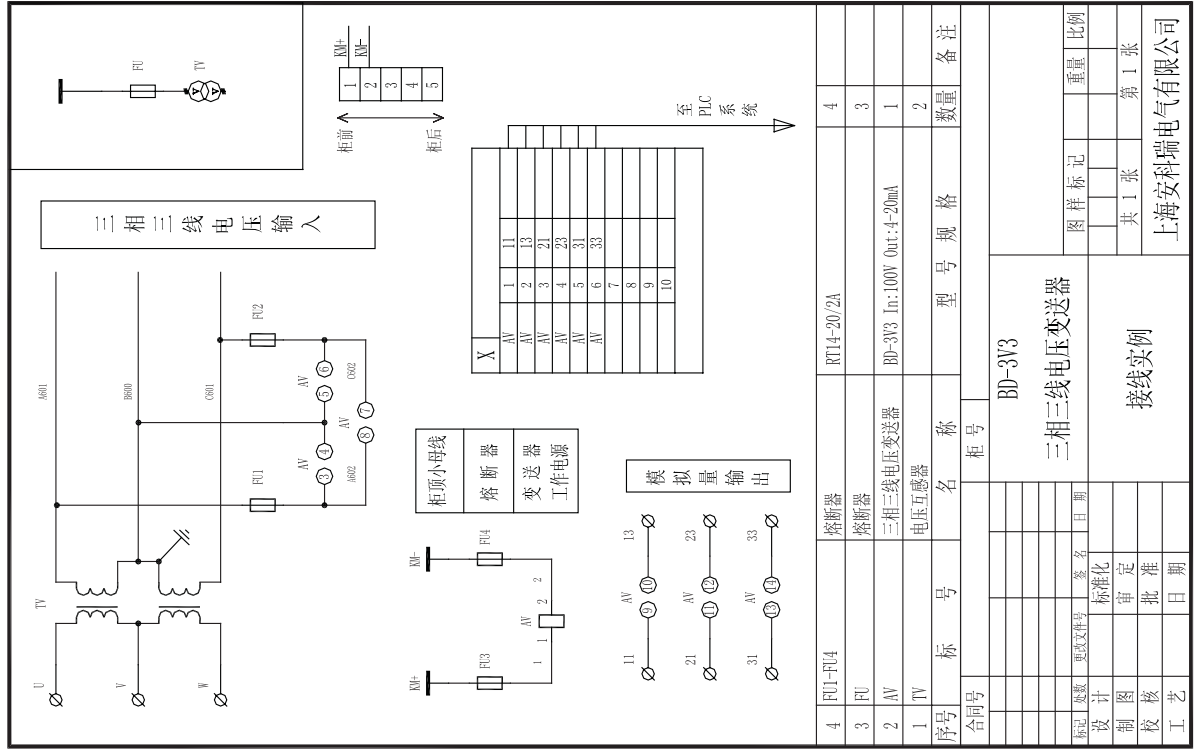 FU
TV
KM+
KM-
1
2
3
4
5
柜前
柜后
三相三线电压输入
U
V
W
TV
A601
B600
C601
FU1
FU2
AV
AV
AV
3
4
5
6
8
7
A602
C602
KM+
KM-
FU3
FU4
AV
1 1 2 2
柜顶小母线
熔断器
变送器
工作电源
模拟量输出
11 9 AV 10 13
21 11 AV 12 23
31 13 AV 14 33
X
AV 1 11
AV 2 13
AV 3 21
AV 4 23
AV 5 31
AV 6 33
7
8
9
10
至
PLC
系统
4 FU1-FU4 熔断器 RT14-20/2A 4
3 FU 熔断器 3
2 AV 三相三线电压变送器 BD-3V3 In:100V Out:4-20mA 1
1 TV 电压互感器 2
序号 标号 名称 型号规格 数量 备注
合同号 柜号
标记 处数 更改文件号 签名 日期
设计 标准化
制图 审定
校核 批准
工艺 日期
BD-3V3
三相三线电压变送器
接线实例
图样标记 重量 比例
共1张 第1张
上海安科瑞电气有限公司